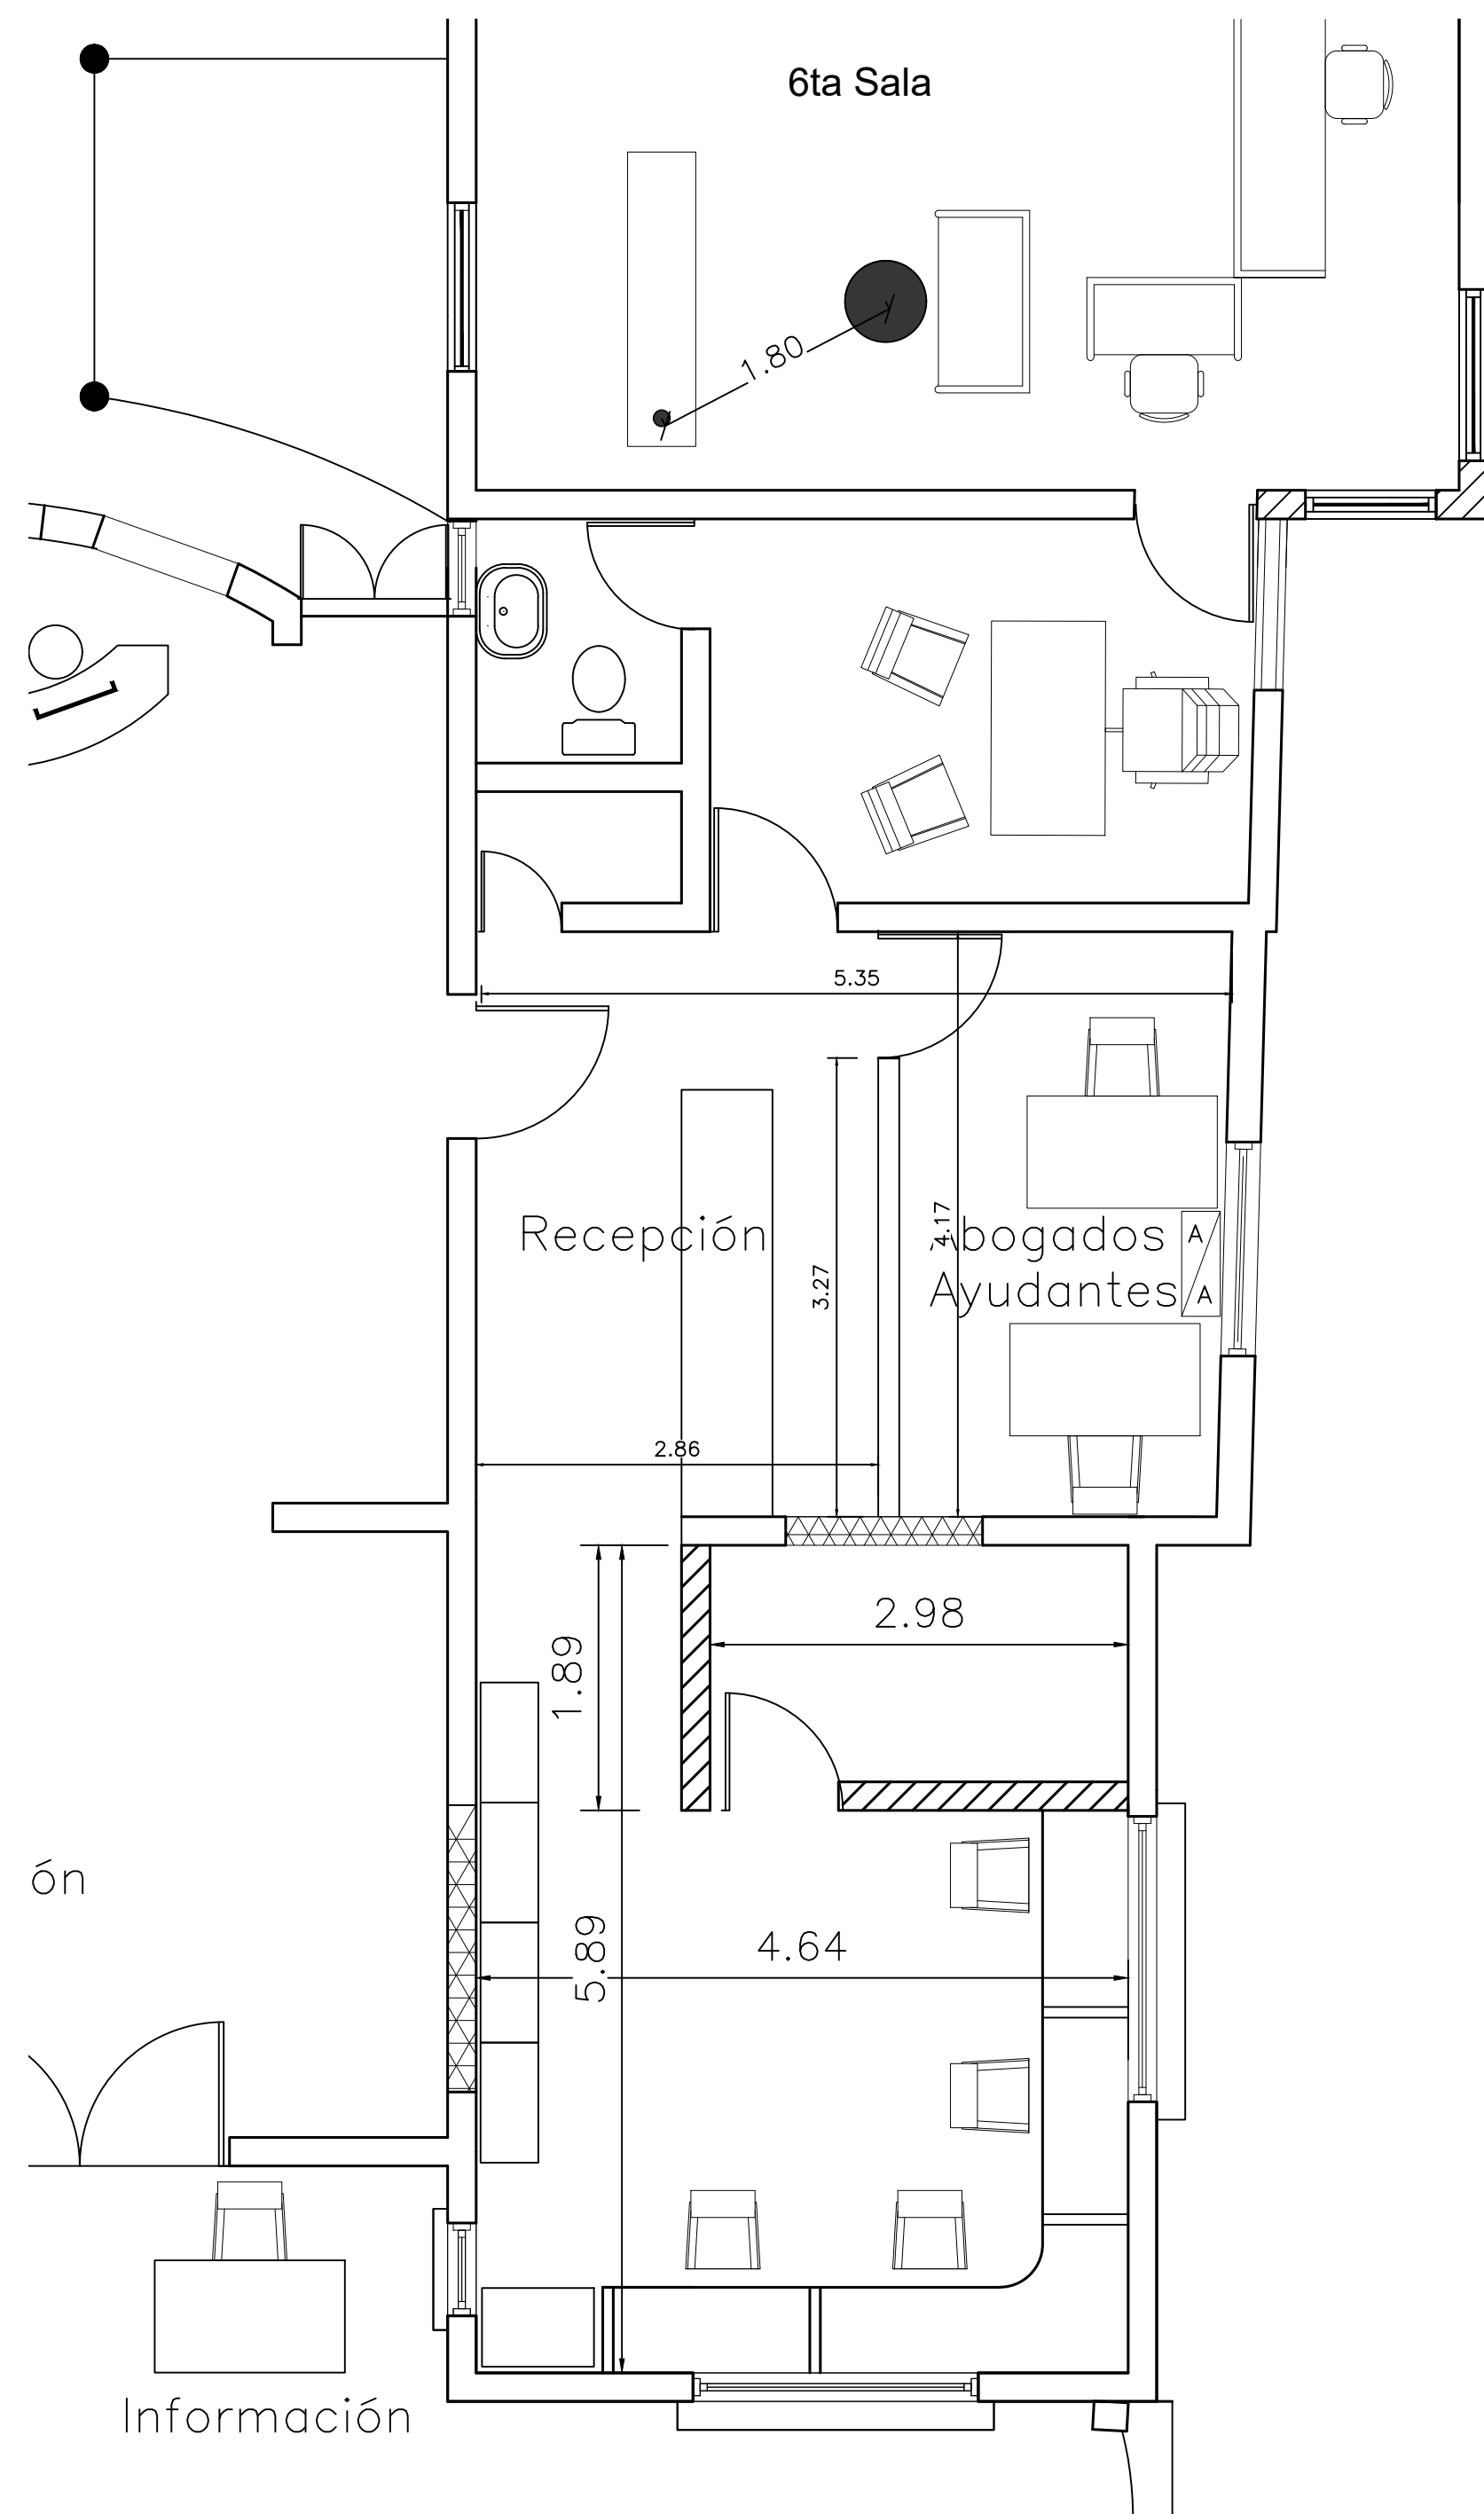 6ta Sala
1.80
5.35
Recepción
4.17
Abogados
A
3.27
Ayudantes
A
2.86
2.98
1.89
ón
5.89
4.64
Información